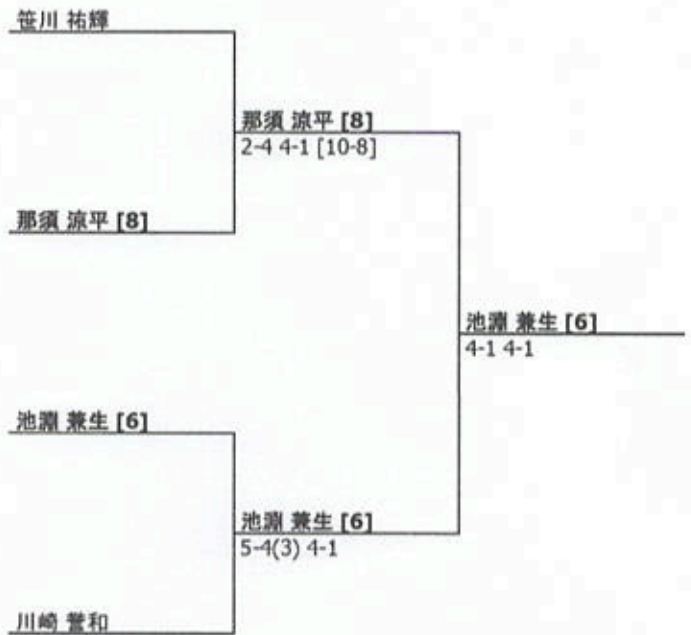 笹川 祐輝
那須 涼平 [8]
2-4 4-1 [10-8]
那須 涼平 [8]
池淵 兼生 [6]
4-1 4-1
池淵 兼生 [6]
池淵 兼生 [6]
5-4(3) 4-1
川崎 誉和